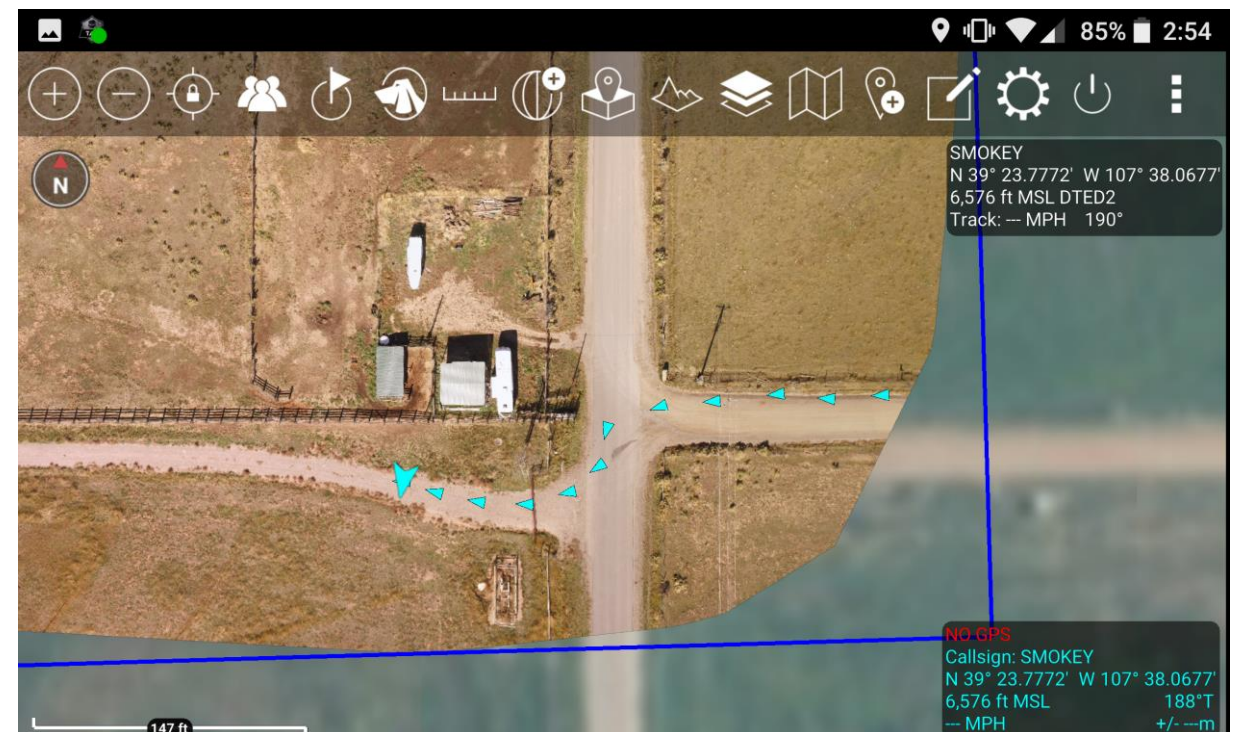 85% 2:54
N
SMOKEY
N 39° 23.7772' W 107° 38.0677'
6,576 ft MSL DTED2
Track: --- MPH 190°
NO GPS
Callsign: SMOKEY
N 39° 23.7772' W 107° 38.0677'
6,576 ft MSL 188°T
--- MPH +/- ---m
147 ft